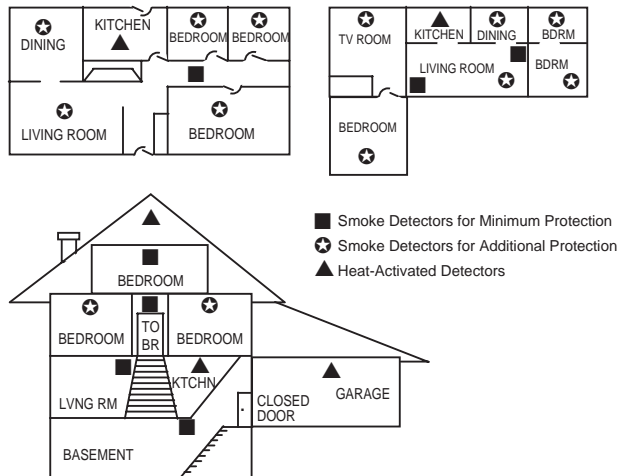 DINING
KITCHEN
BEDROOM
BEDROOM
LIVING ROOM
BEDROOM
TV ROOM
KITCHEN
DINING
BDRM
LIVING ROOM
BDRM
BEDROOM
Smoke Detectors for Minimum Protection
Smoke Detectors for Additional Protection
Heat-Activated Detectors
BEDROOM
BEDROOM
TO
BR
BEDROOM
LVNG RM
KTCHN
CLOSED
DOOR
GARAGE
BASEMENT